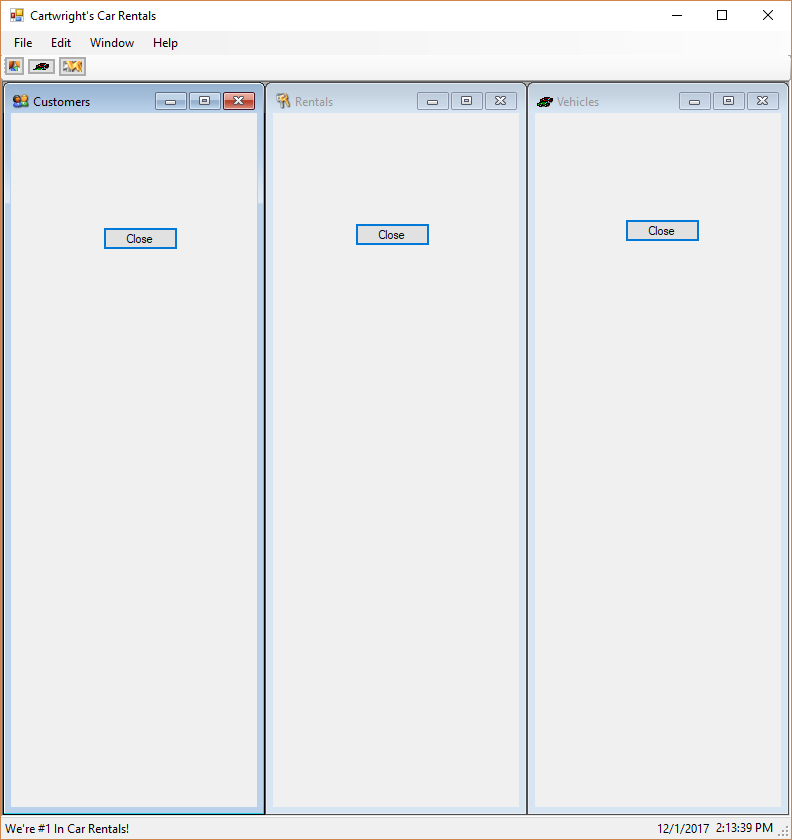 Cartwright's Car Rentals
File Edit Window Help
Customers Rentals Vehicles
Close Close Close
We're #1 In Car Rentals! 12/1/2017 2:13:39 PM